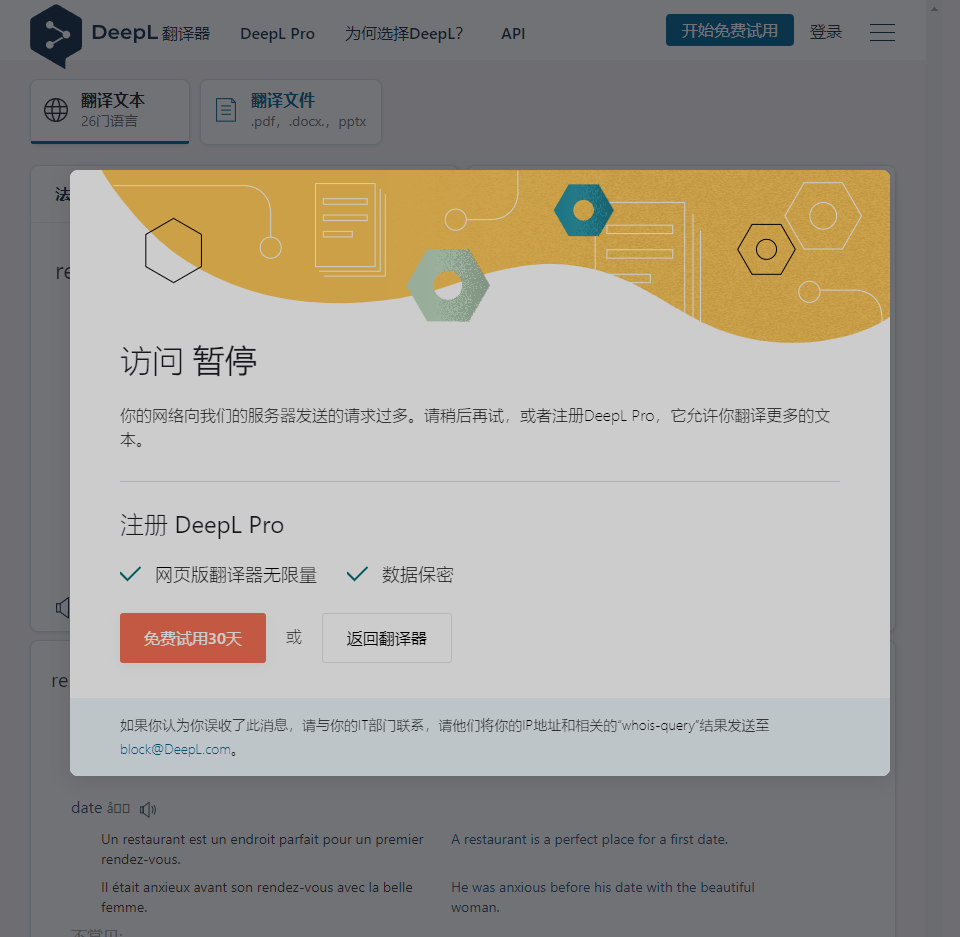 DeepL 翻译器 DeepL Pro 为何选择DeepL? API 开始免费试用 登录
翻译文本
26门语言
翻译文件
.pdf，.docx.，pptx
法
re
访问 暂停
你的网络向我们的服务器发送的请求过多。请稍后再试，或者注册DeepL Pro，它允许你翻译更多的文
本。
注册 DeepL Pro
网页版翻译器无限量 数据保密
免费试用30天 或 返回翻译器
re
如果你认为你误收了此消息，请与你的IT部门联系，请他们将你的IP地址和相关的“whois-query”结果发送至
block@DeepL.com。
date
Un restaurant est un endroit parfait pour un premier
rendez-vous.
A restaurant is a perfect place for a first date.
Il était anxieux avant son rendez-vous avec la belle
femme.
He was anxious before his date with the beautiful
woman.
不常见: